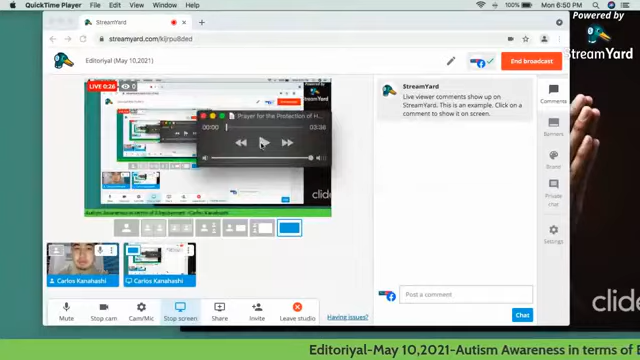 QuickTime Player File Edit View Window Help
100% Mon 6:50 PM
StreamYard
streamyard.com/kljrpu8ded
Powered by
StreamYard
Editoriyal (May 10,2021)
End broadcast
LIVE 0:26 0
Prayer for the Protection of H...
00:00
03:36
clide
Autism Awareness in terms of
-Carlos Kanahashi
Carlos Kanahashi
Carlos Kanahashi
StreamYard
Live viewer comments show up on
StreamYard. This is an example. Click on
a comment to show it on screen.
Comments
Banners
Brand
Private
chat
Settings
Post a comment
Chat
Mute
Stop cam
Cam/Mic
Stop screen
Share
Invite
Leave studio
Having issues?
clide
Editoriyal-May 10,2021-Autism Awareness in terms of E